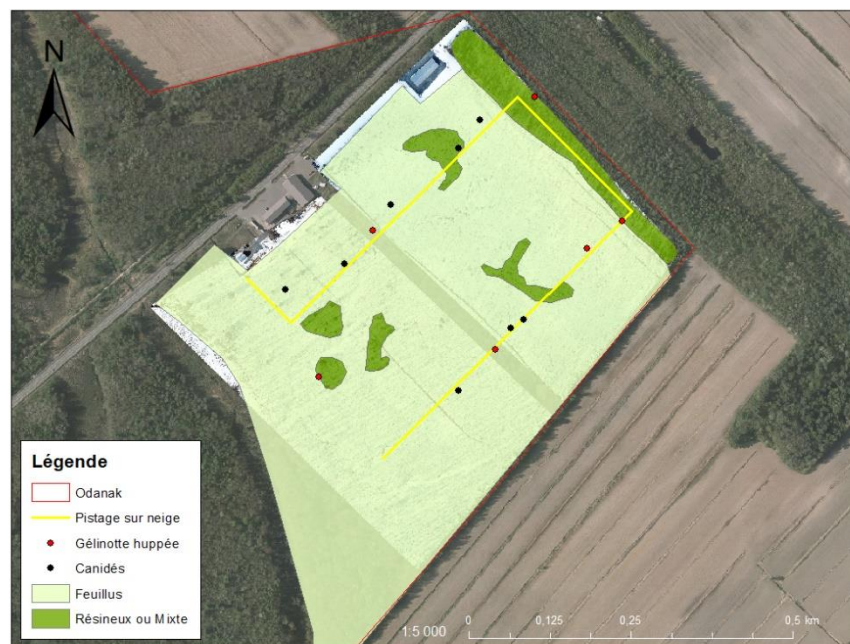 N
Légende
Odanak
Pistage sur neige
Gélinotte huppée
Canidés
Feuillus
Résineux ou Mixte
1:5 000
0 0,125 0,25 0,5 km